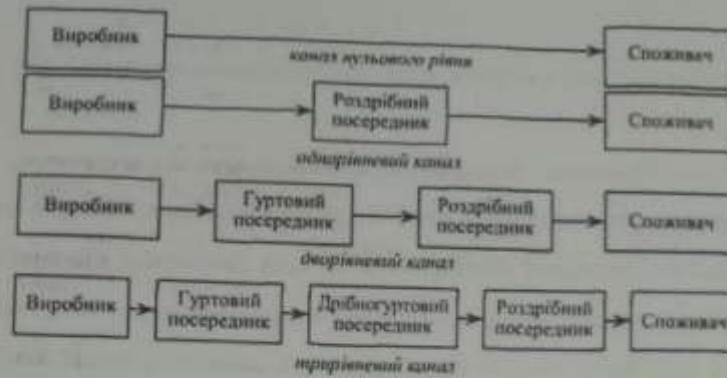 Виробник
Споживач
канал нульового рівня
Виробник
Роздрібний
посередник
Споживач
однорівневий канал
Виробник
Гуртовий
посередник
Роздрібний
посередник
Споживач
дворівневий канал
Виробник
Гуртовий
посередник
Дрібногуртовий
посередник
Роздрібний
посередник
Споживач
трирівневий канал